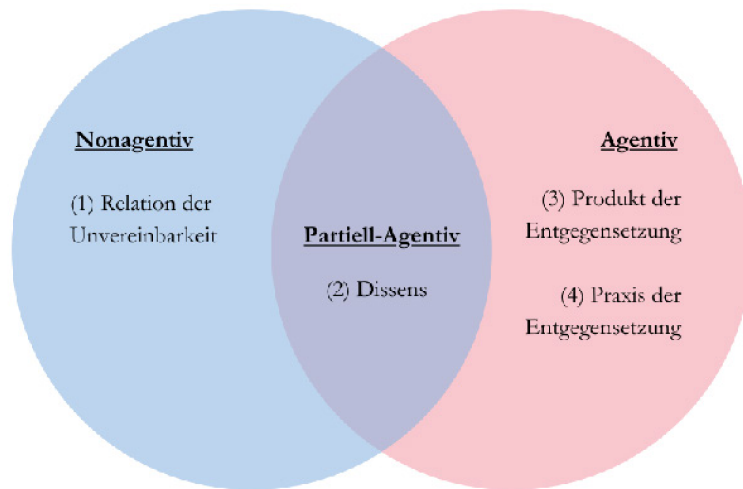 Nonagentiv
(1) Relation der
Unvereinbarkeit
Partiell-Agentiv
(2) Dissens
Agentiv
(3) Produkt der
Entgegensetzung
(4) Praxis der
Entgegensetzung